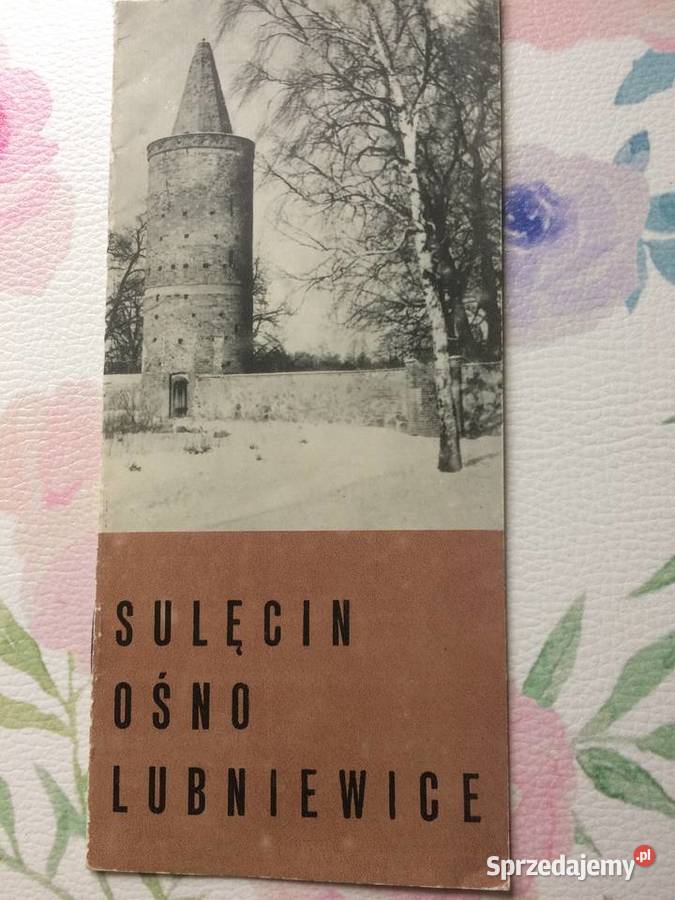 SULĘCIN
OŚNO
LUBNIEWICE
Sprzedajemy.pl